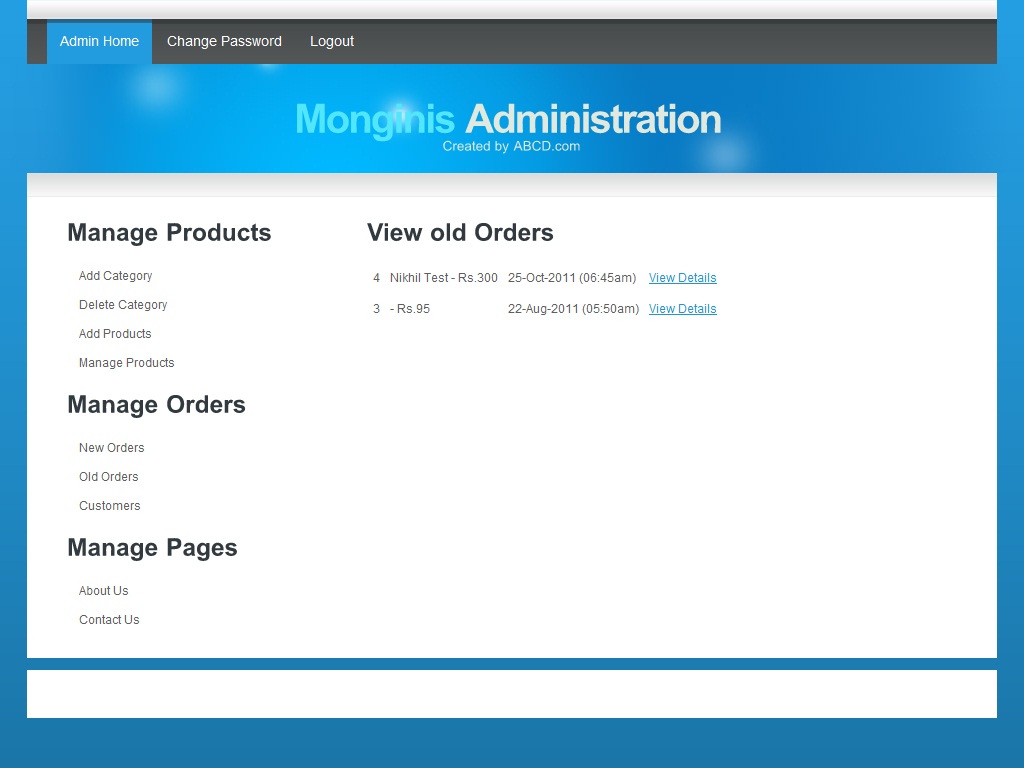 Admin Home Change Password Logout
Monginis Administration
Created by ABCD.com
Manage Products
Add Category
Delete Category
Add Products
Manage Products
Manage Orders
New Orders
Old Orders
Customers
Manage Pages
About Us
Contact Us
View old Orders
4 Nikhil Test - Rs.300 25-Oct-2011 (06:45am) View Details
3 - Rs.95 22-Aug-2011 (05:50am) View Details